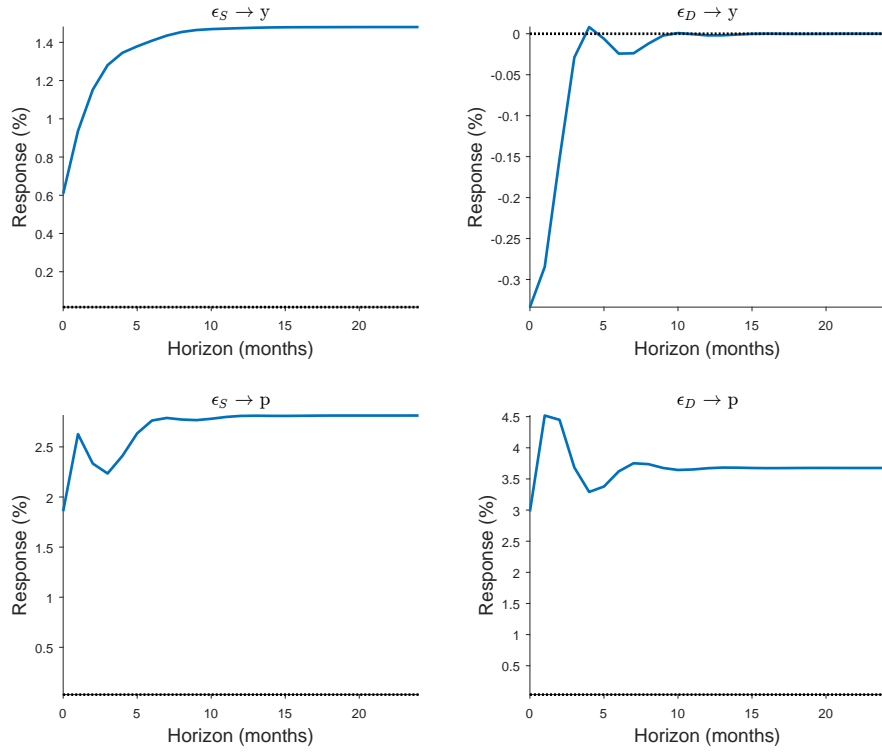 ϵ_S → y
1.4
1.2
1
0.8
0.6
0.4
0.2
Response (%)
0 5 10 15 20
Horizon (months)
ϵ_D → y
0
-0.05
-0.1
-0.15
-0.2
-0.25
-0.3
Response (%)
0 5 10 15 20
Horizon (months)
ϵ_S → p
2.5
2
1.5
1
0.5
Response (%)
0 5 10 15 20
Horizon (months)
ϵ_D → p
4.5
4
3.5
3
2.5
2
1.5
1
0.5
Response (%)
0 5 10 15 20
Horizon (months)